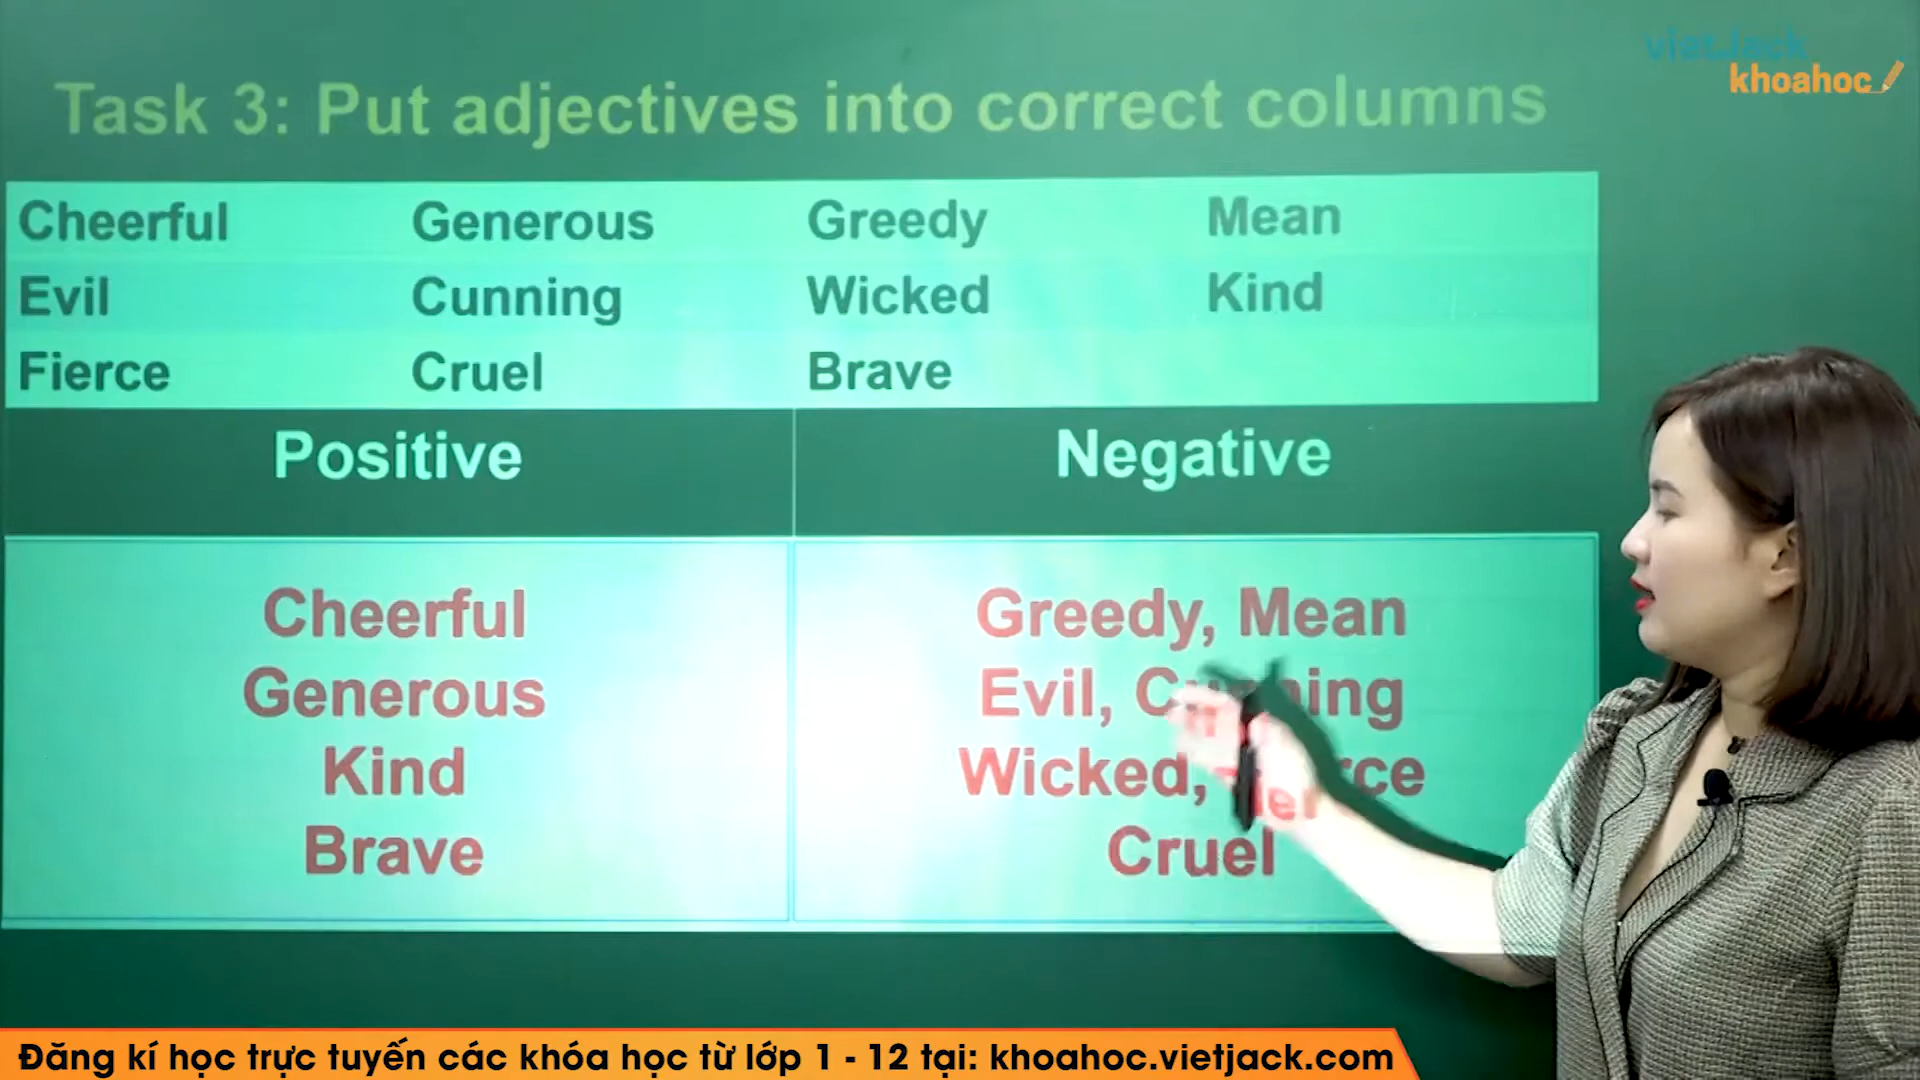 vietJack
khoahoc
Task 3: Put adjectives into correct columns
Cheerful Generous Greedy Mean
Evil Cunning Wicked Kind
Fierce Cruel Brave
Positive Negative
Cheerful
Generous
Kind
Brave
Greedy, Mean
Evil, Cunning
Wicked, Fierce
Cruel
Đăng kí học trực tuyến các khóa học từ lớp 1 - 12 tại: khoahoc.vietjack.com